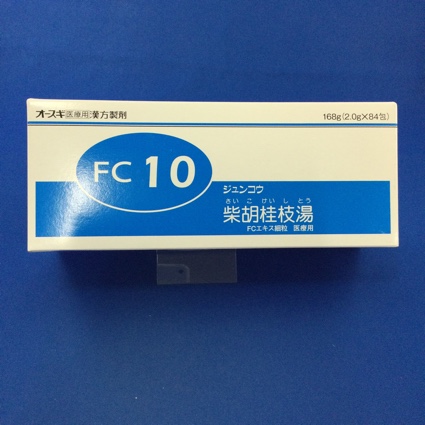 オースギ医療用漢方製剤
168g(2.0g×84包)
FC 10
ジュンコウ
さいこけいしとう
柴胡桂枝湯
FCエキス細粒 医療用